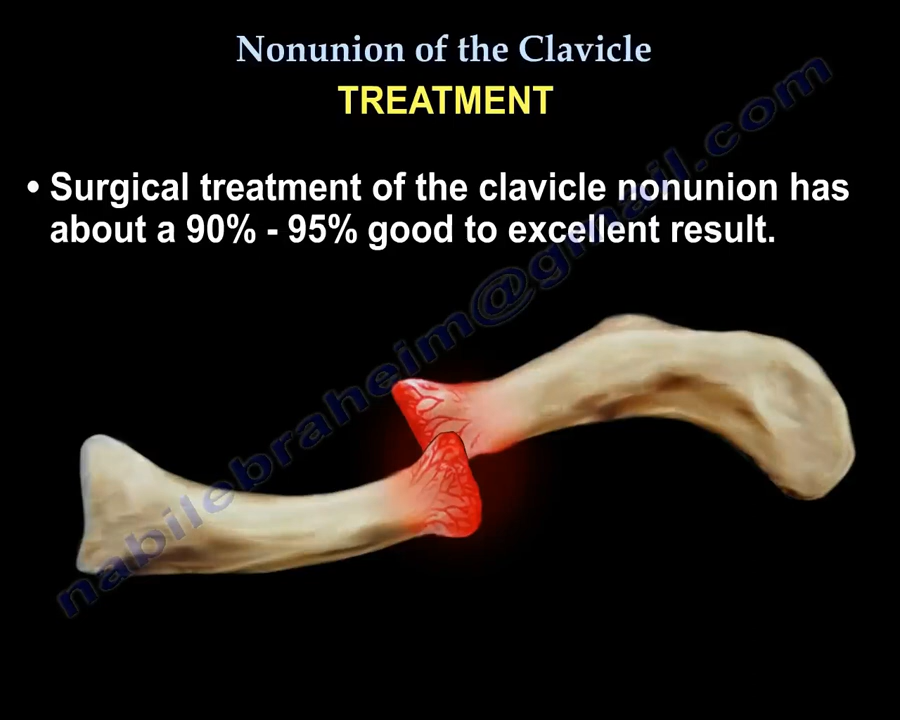 Nonunion of the Clavicle
TREATMENT
• Surgical treatment of the clavicle nonunion has
about a 90% - 95% good to excellent result.
nabilebraheim@gmail.com